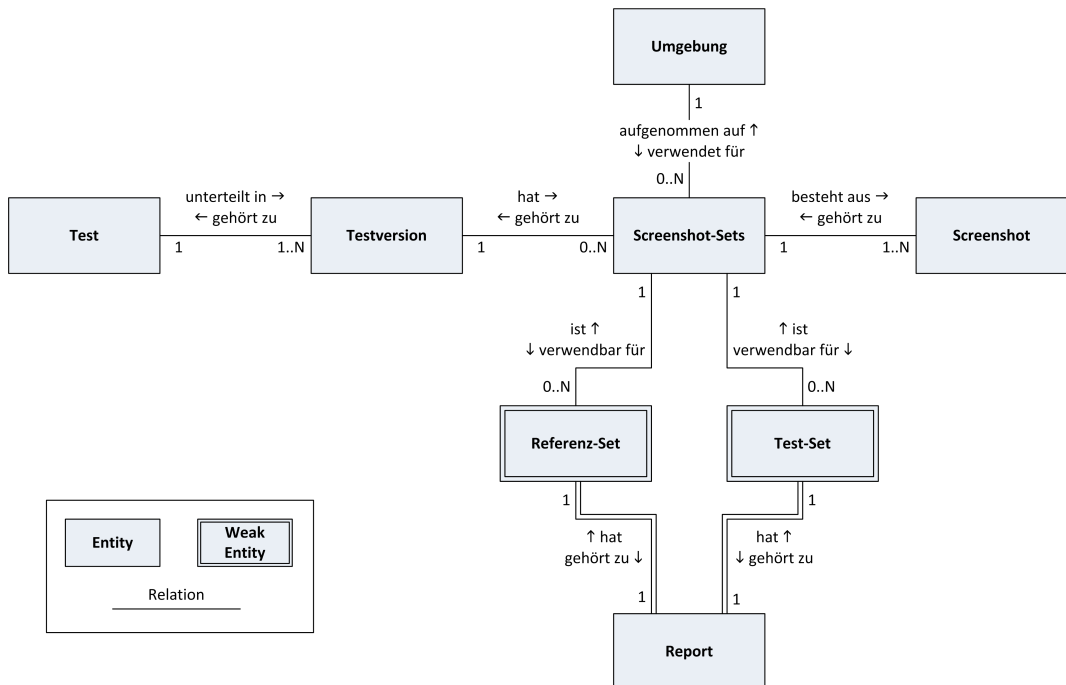 Umgebung
1
aufgenommen auf ↑
↓ verwendet für
0..N
unterteilt in →
← gehört zu
hat →
← gehört zu
besteht aus →
← gehört zu
Test
Testversion
Screenshot-Sets
Screenshot
1
1..N
1
0..N
1
1..N
1
1
ist ↑
↓ verwendbar für
↑ ist
verwendbar für ↓
0..N
0..N
Referenz-Set
Test-Set
1
1
↑ hat
gehört zu ↓
hat ↑
↓ gehört zu
1
1
Report
Entity
Weak
Entity
Relation